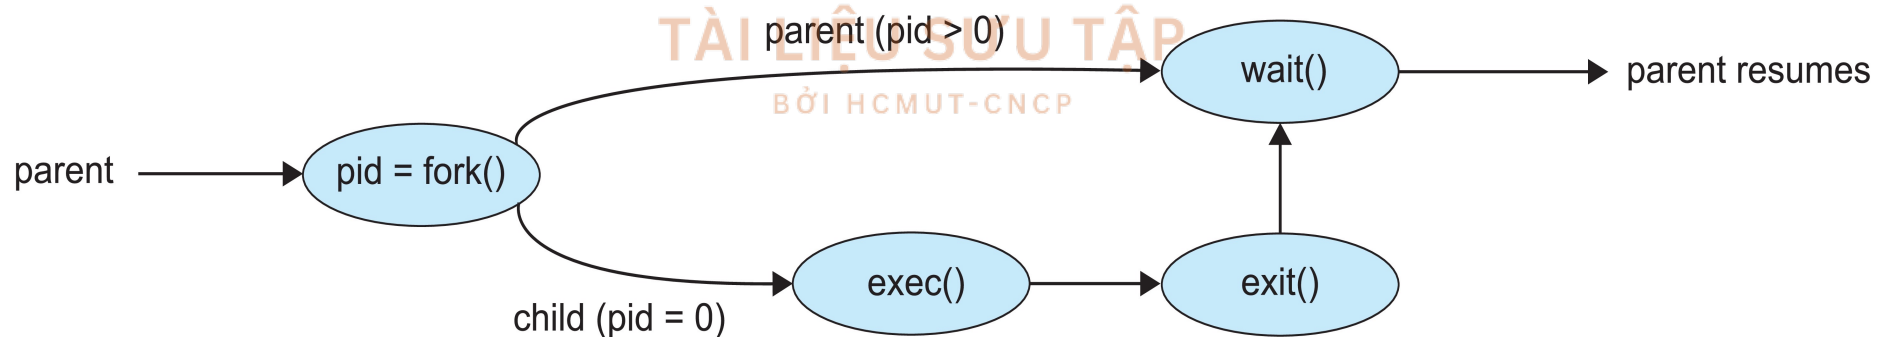 TÀI LIỆU SƯU TẬP
parent (pid > 0)
wait()
parent resumes
BỞI HCMUT-CNCP
parent
pid = fork()
exec()
exit()
child (pid = 0)